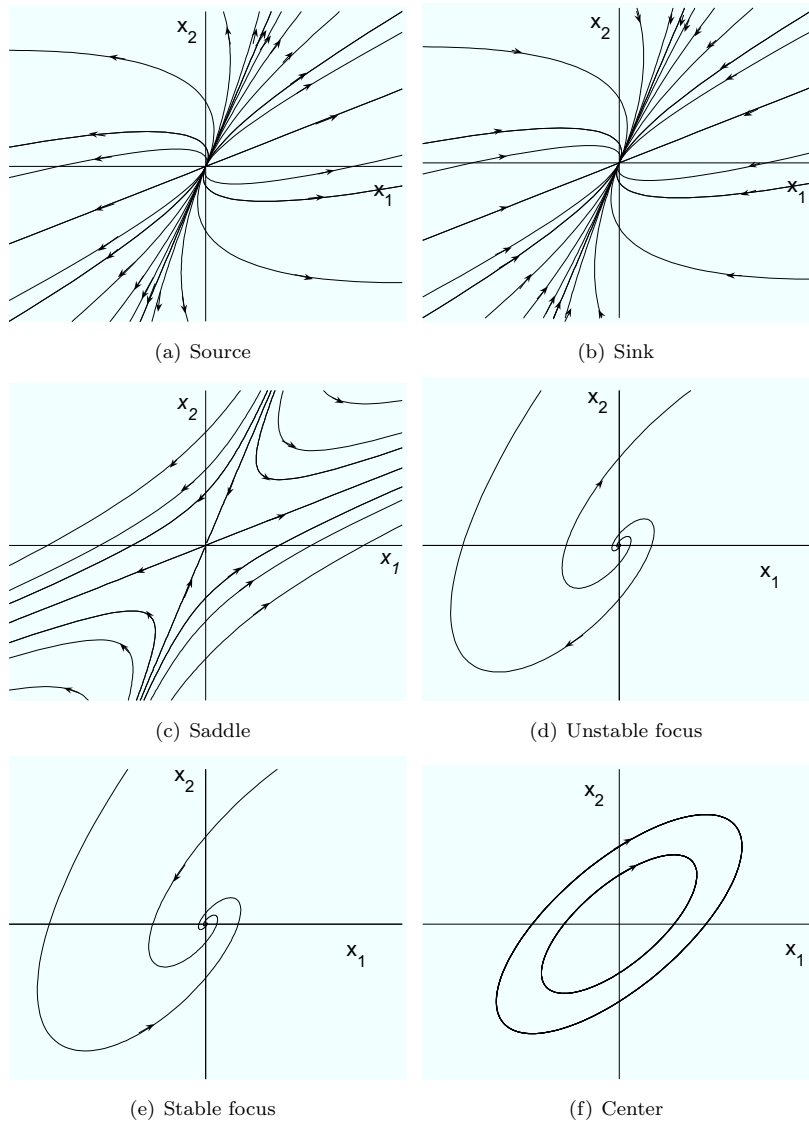 x2
x1
(a) Source
x2
x1
(b) Sink
x2
x1
(c) Saddle
x2
x1
(d) Unstable focus
x2
x1
(e) Stable focus
x2
x1
(f) Center